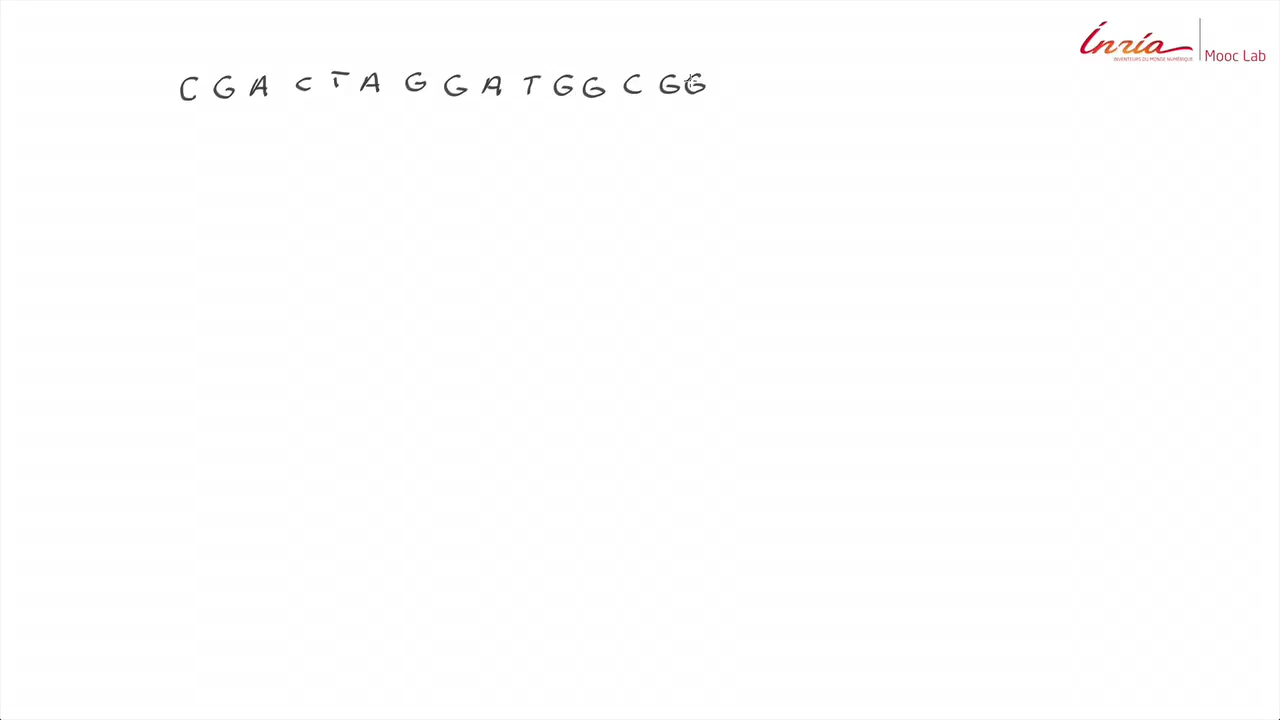 C G A C T A G G A T G G C G G
Inria
INVENTEURS DU MONDE NUMÉRIQUE
Mooc Lab